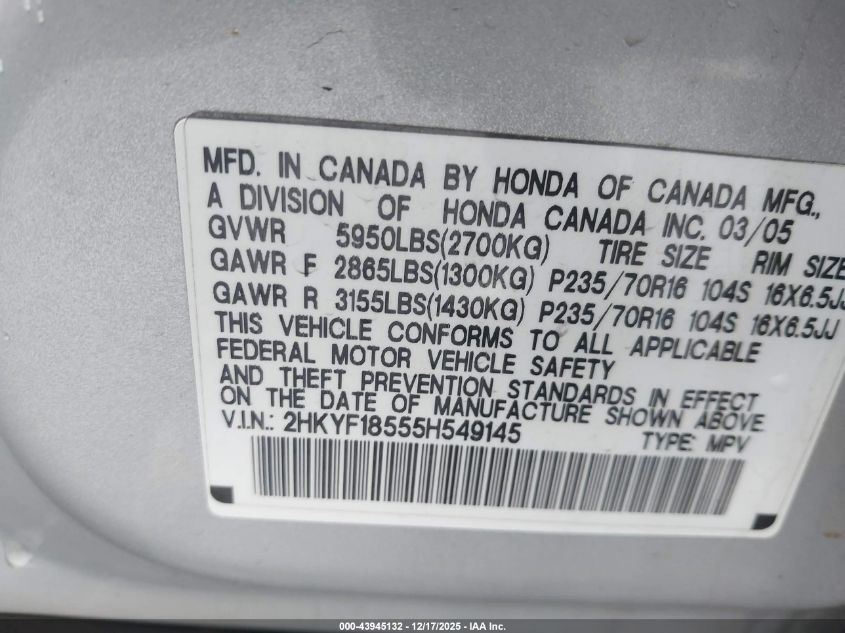 MFD. IN CANADA BY HONDA OF CANADA MFG.,
A DIVISION OF HONDA CANADA INC. 03/05
GVWR 5950LBS(2700KG) TIRE SIZE RIM SIZE
GAWR F 2865LBS(1300KG) P235/70R16 104S 16X6.5JJ
GAWR R 3155LBS(1430KG) P235/70R16 104S 16X6.5JJ
THIS VEHICLE CONFORMS TO ALL APPLICABLE
FEDERAL MOTOR VEHICLE SAFETY
AND THEFT PREVENTION STANDARDS IN EFFECT
ON THE DATE OF MANUFACTURE SHOWN ABOVE
V.I.N.: 2HKYF18555H549145 TYPE: MPV
000-43945132 - 12/17/2025 - IAA Inc.